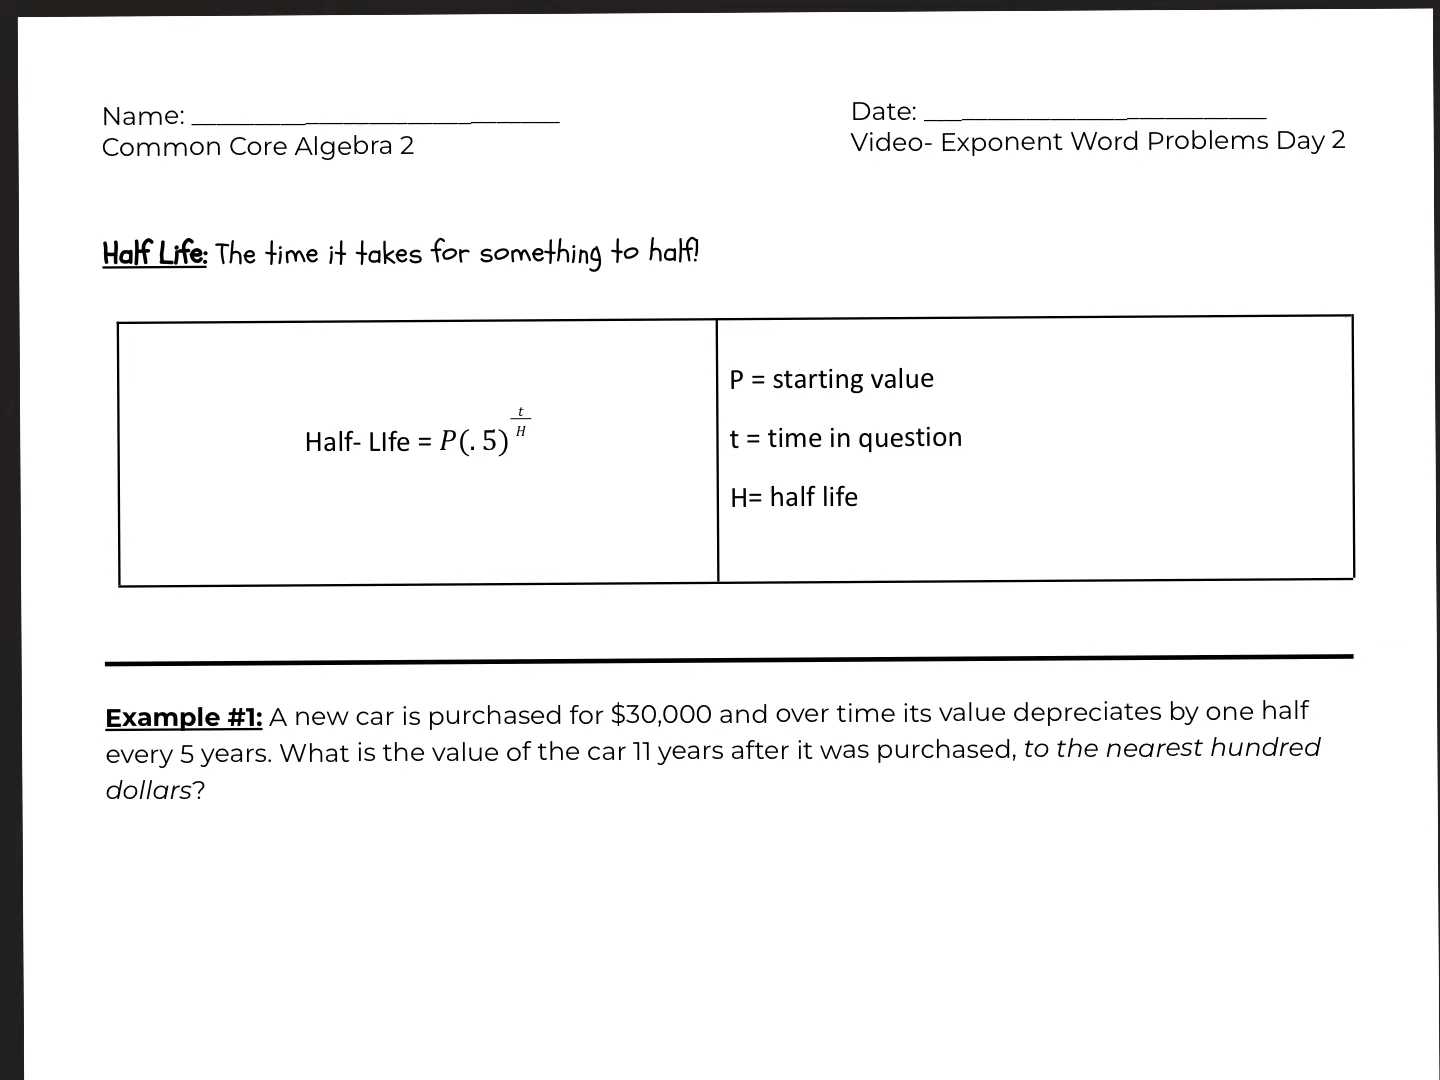 Name: ___________________________ Date: _________________________
Common Core Algebra 2 Video- Exponent Word Problems Day 2
Half Life: The time it takes for something to half!
Half- LIfe = P(. 5)^(t/H)
P = starting value
t = time in question
H= half life
Example #1: A new car is purchased for $30,000 and over time its value depreciates by one half
every 5 years. What is the value of the car 11 years after it was purchased, to the nearest hundred
dollars?